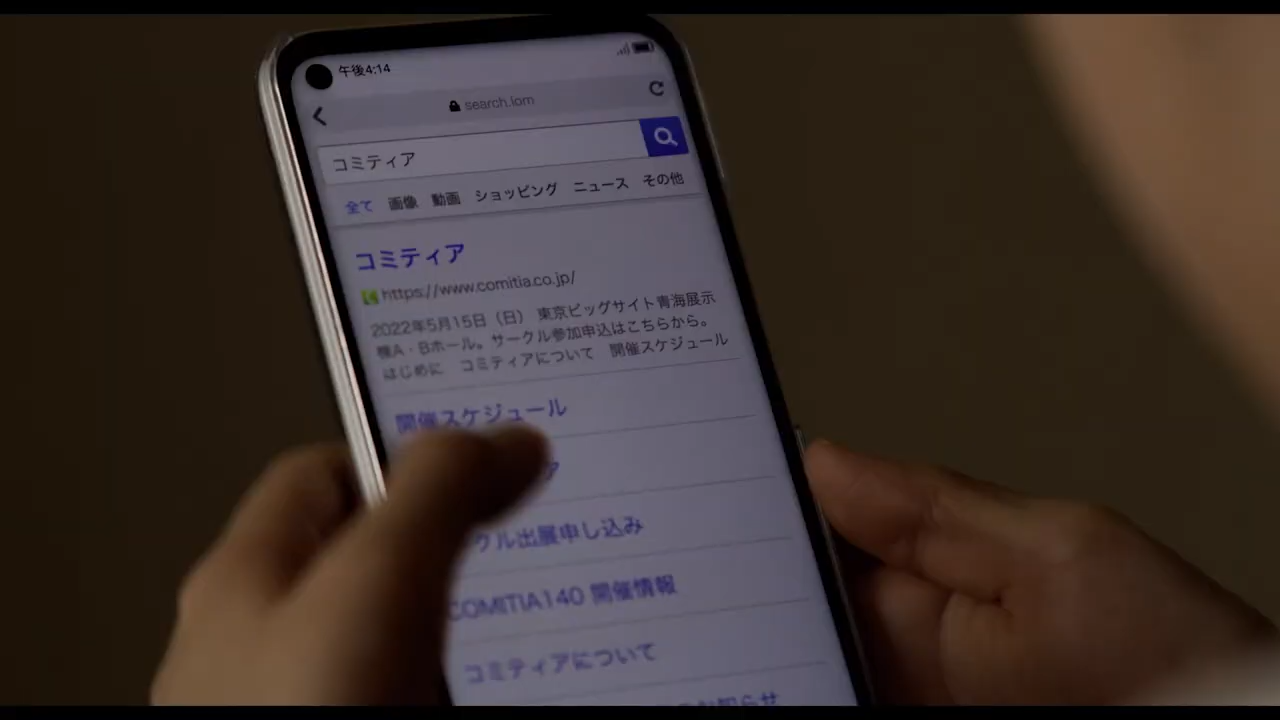 午後4:14
search.lom
コミティア
全て 画像 動画 ショッピング ニュース その他
コミティア
https://www.comitia.co.jp/
2022年5月15日（日） 東京ビッグサイト青海展示
棟A・Bホール。サークル参加申込はこちらから。
はじめに コミティアについて 開催スケジュール
開催スケジュール
ア
クル出展申し込み
COMITIA140 開催情報
コミティアについて
お知らせ